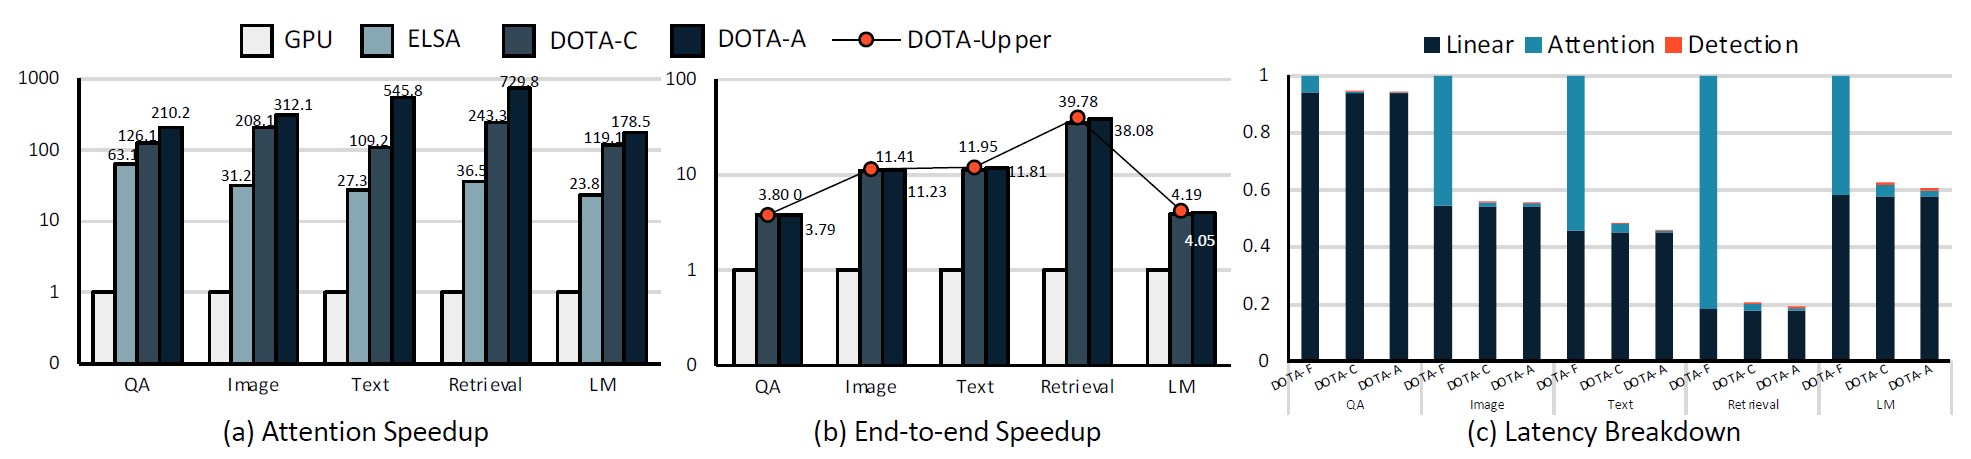 GPU ELSA DOTA-C DOTA-A DOTA-Upper
1000
100
10
1
0
63.1 126.1 210.2
31.2 208.1 312.1
27.3 109.2 545.8
36.5 243.3 729.8
23.8 119.1 178.5
QA Image Text Retrieval LM
(a) Attention Speedup
100
10
1
0
3.80 0 3.79
11.41 11.23
11.95 11.81
39.78 38.08
4.19 4.05
QA Image Text Retrieval LM
(b) End-to-end Speedup
Linear Attention Detection
1
0.8
0.6
0.4
0.2
0
DOTA-F DOTA-C DOTA-A DOTA-F DOTA-C DOTA-A DOTA-F DOTA-C DOTA-A DOTA-F DOTA-C DOTA-A DOTA-F DOTA-C DOTA-A
QA Image Text Retrieval LM
(c) Latency Breakdown